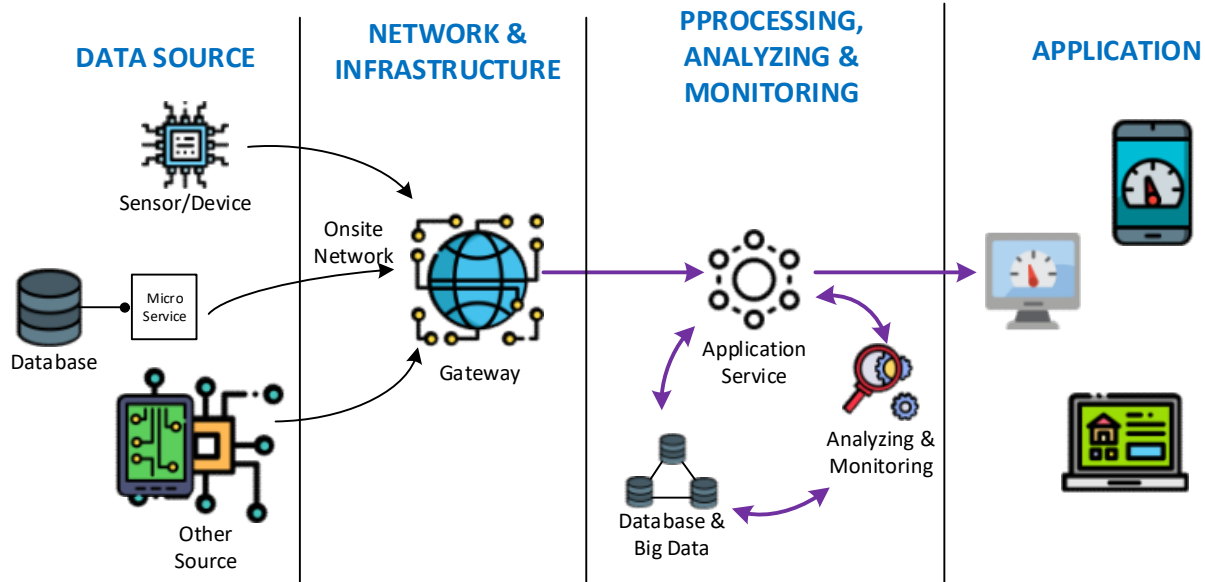 DATA SOURCE
NETWORK &
INFRASTRUCTURE
PPROCESSING,
ANALYZING &
MONITORING
APPLICATION
Sensor/Device
Onsite
Network
Micro
Service
Database
Gateway
Application
Service
Analyzing &
Monitoring
Other
Source
Database &
Big Data